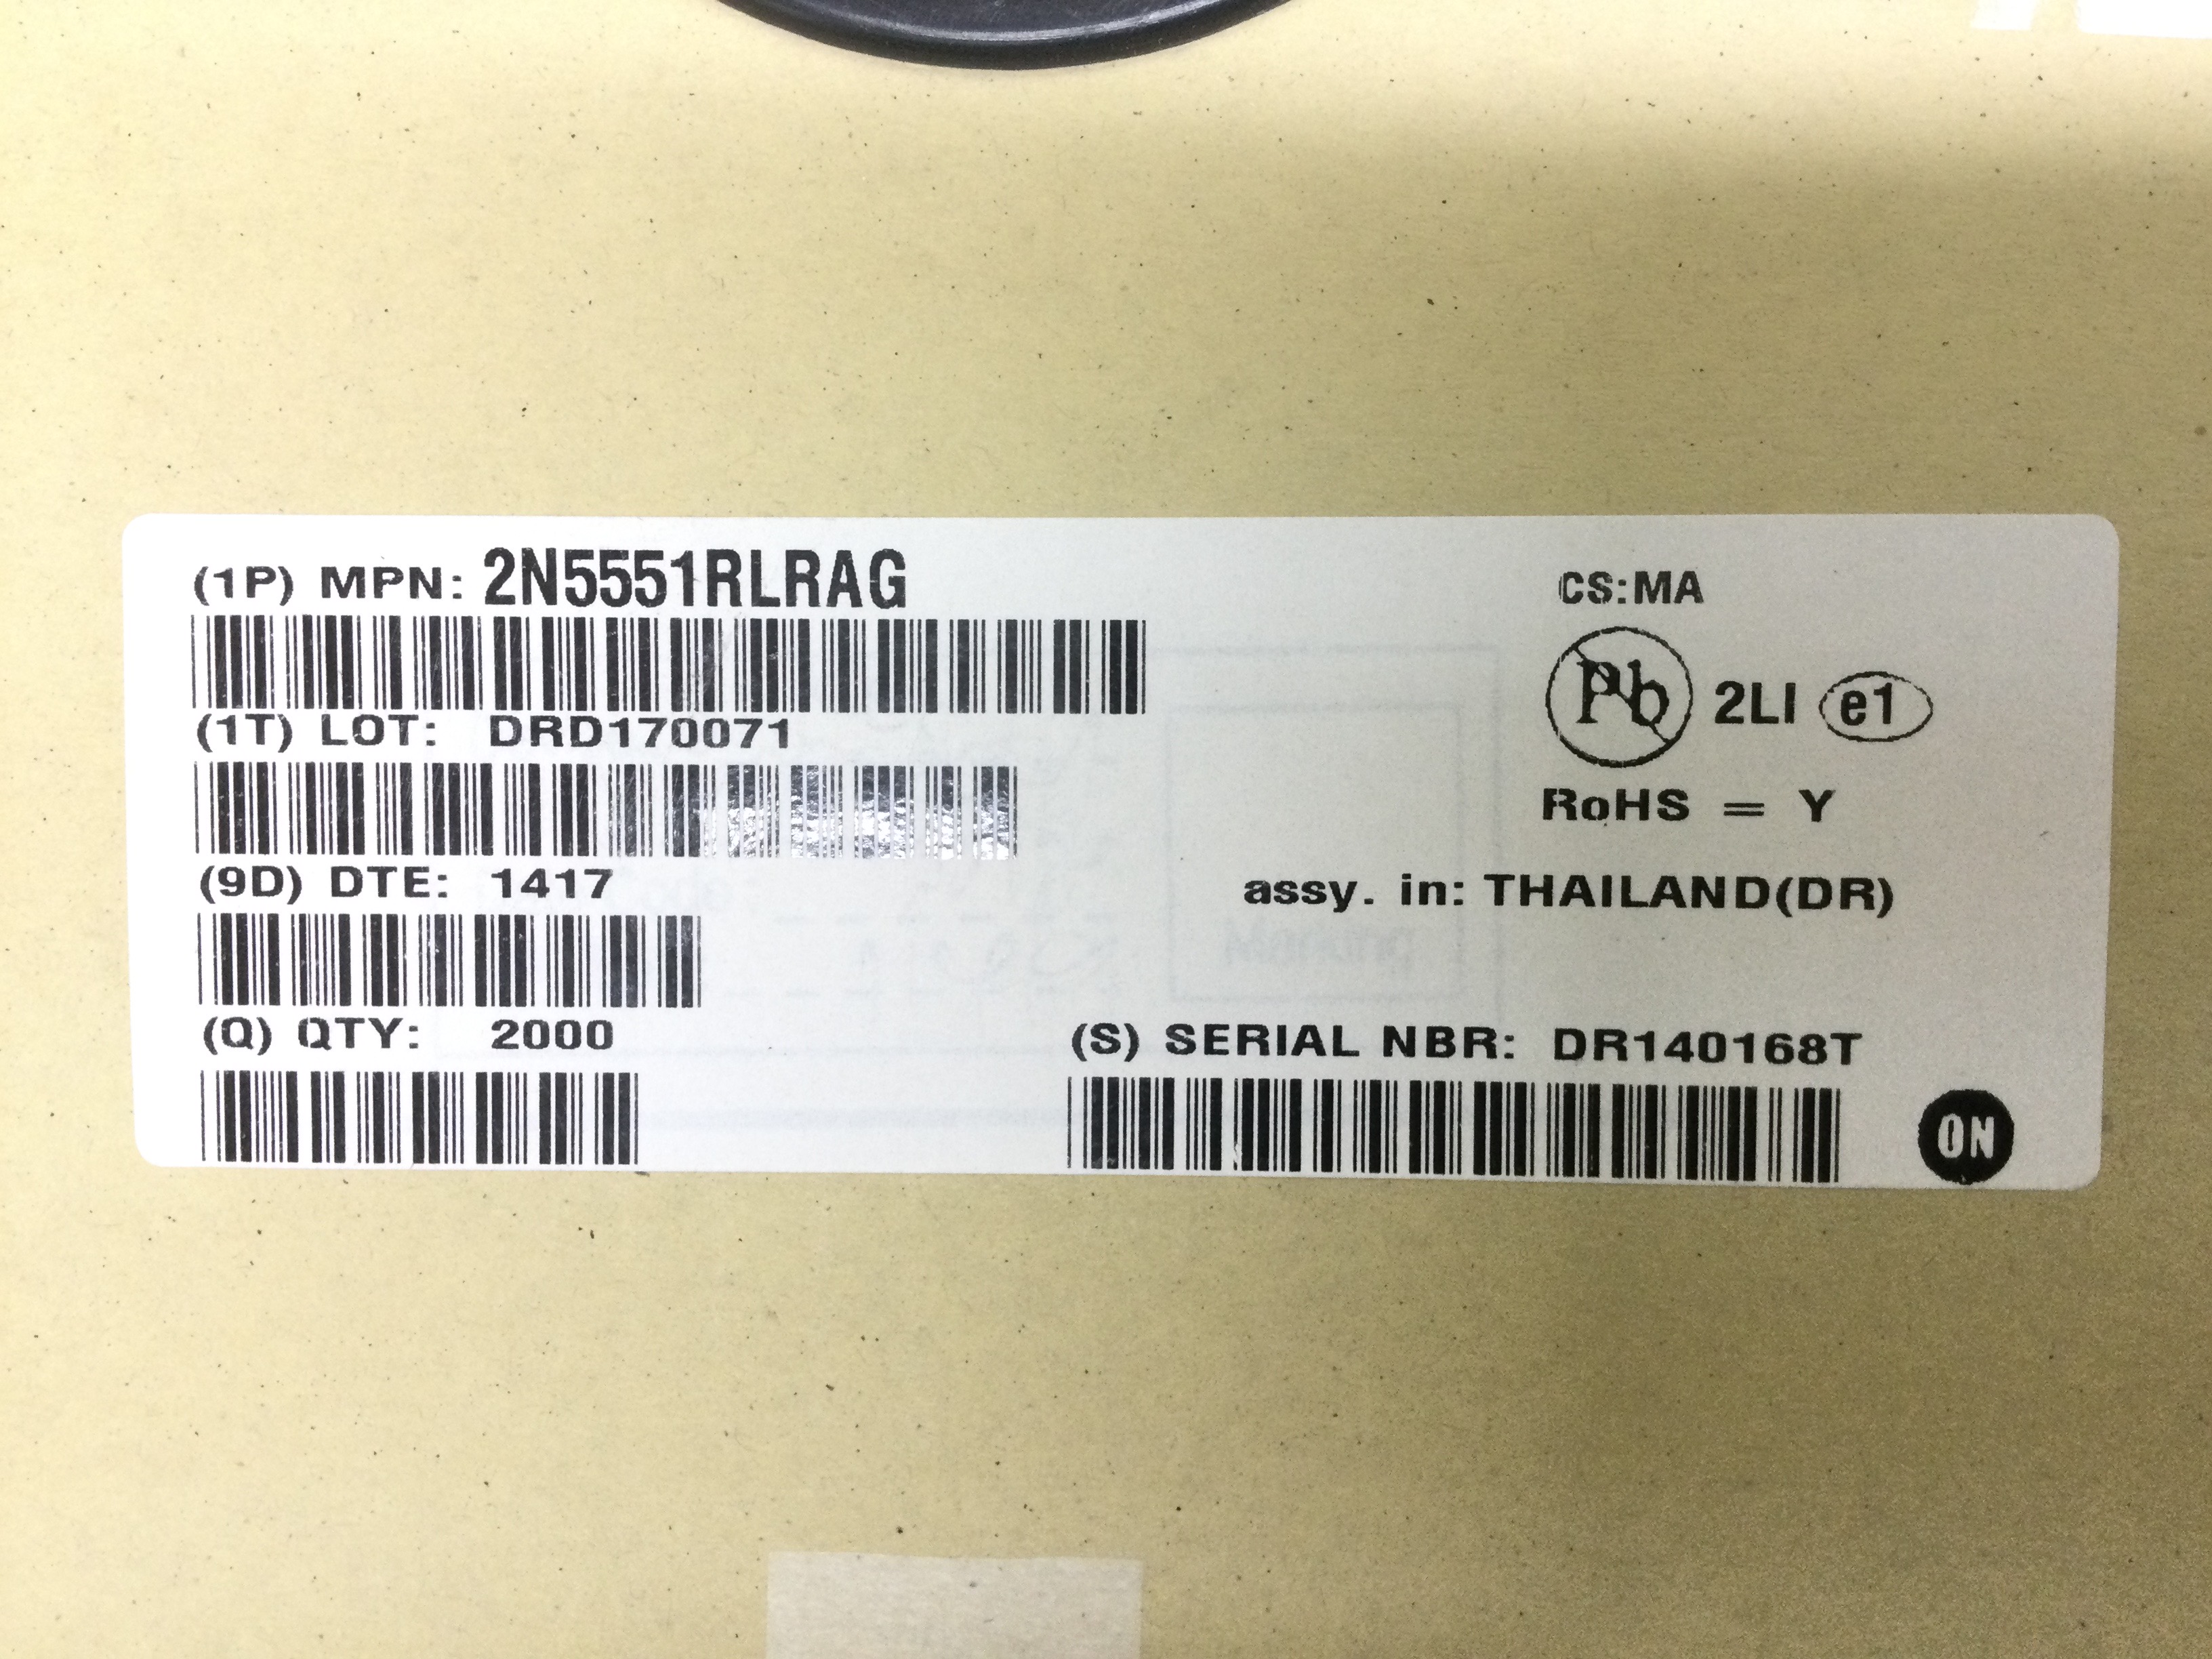 (1P) MPN: 2N5551RLRAG
CS:MA
Pb 2LI e1
(1T) LOT: DRD170071
RoHS = Y
(9D) DTE: 1417
assy. in: THAILAND(DR)
(Q) QTY: 2000
(S) SERIAL NBR: DR140168T
ON